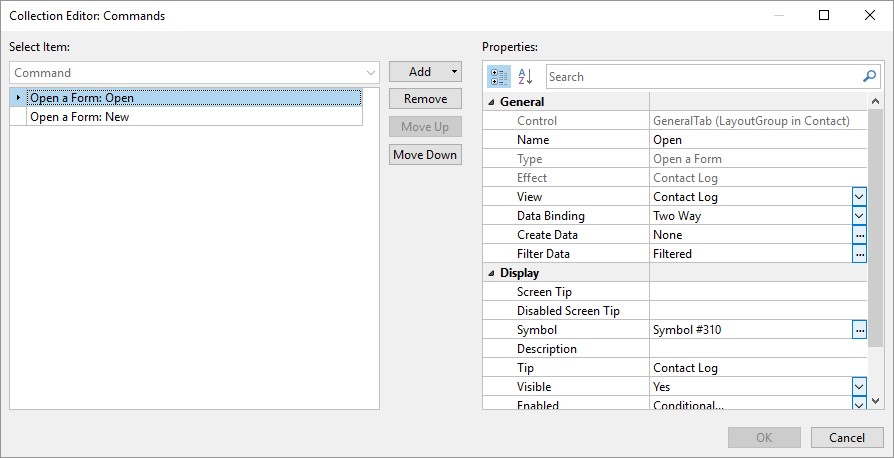 Collection Editor: Commands
Select Item:
Command
Open a Form: Open
Open a Form: New
Add
Remove
Move Up
Move Down
Properties:
A
Z
Search
General
Control GeneralTab (LayoutGroup in Contact)
Name Open
Type Open a Form
Effect Contact Log
View Contact Log
Data Binding Two Way
Create Data None ...
Filter Data Filtered ...
Display
Screen Tip
Disabled Screen Tip
Symbol Symbol #310 ...
Description
Tip Contact Log
Visible Yes
Enabled Conditional...
OK Cancel